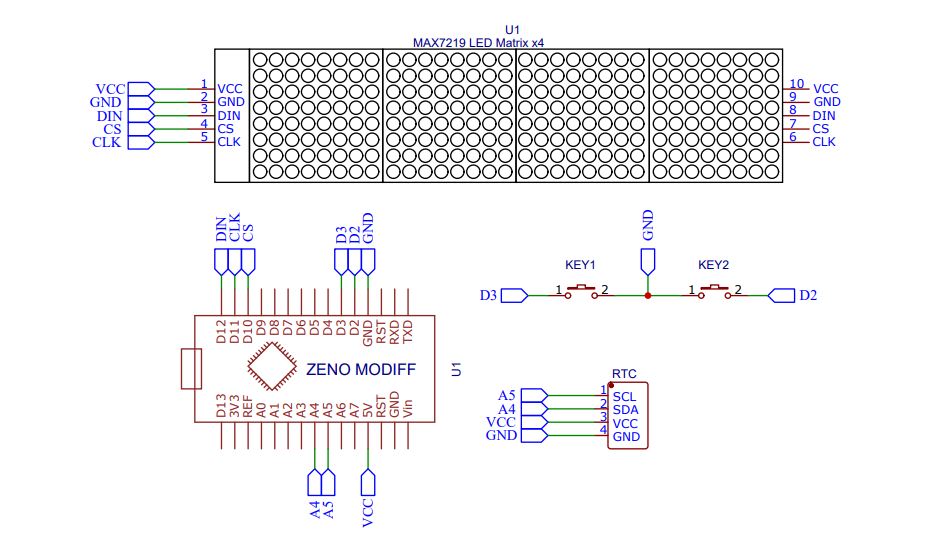 U1
MAX7219 LED Matrix x4
VCC 1 VCC
GND 2 GND
DIN 3 DIN
CS 4 CS
CLK 5 CLK
10 VCC
9 GND
8 DIN
7 CS
6 CLK
DIN CLK CS D3 D2 GND
D12 D11 D10 D9 D8 D7 D6 D5 D4 D3 D2 GND RST RXD TXD
ZENO MODIFF
U1
D13 3V3 REF A0 A1 A2 A3 A4 A5 A6 A7 5V RST GND Vin
A4 A5 VCC
GND
KEY1 KEY2
D3 1 2 1 2 D2
RTC
A5 1 SCL
A4 2 SDA
VCC 3 VCC
GND 4 GND